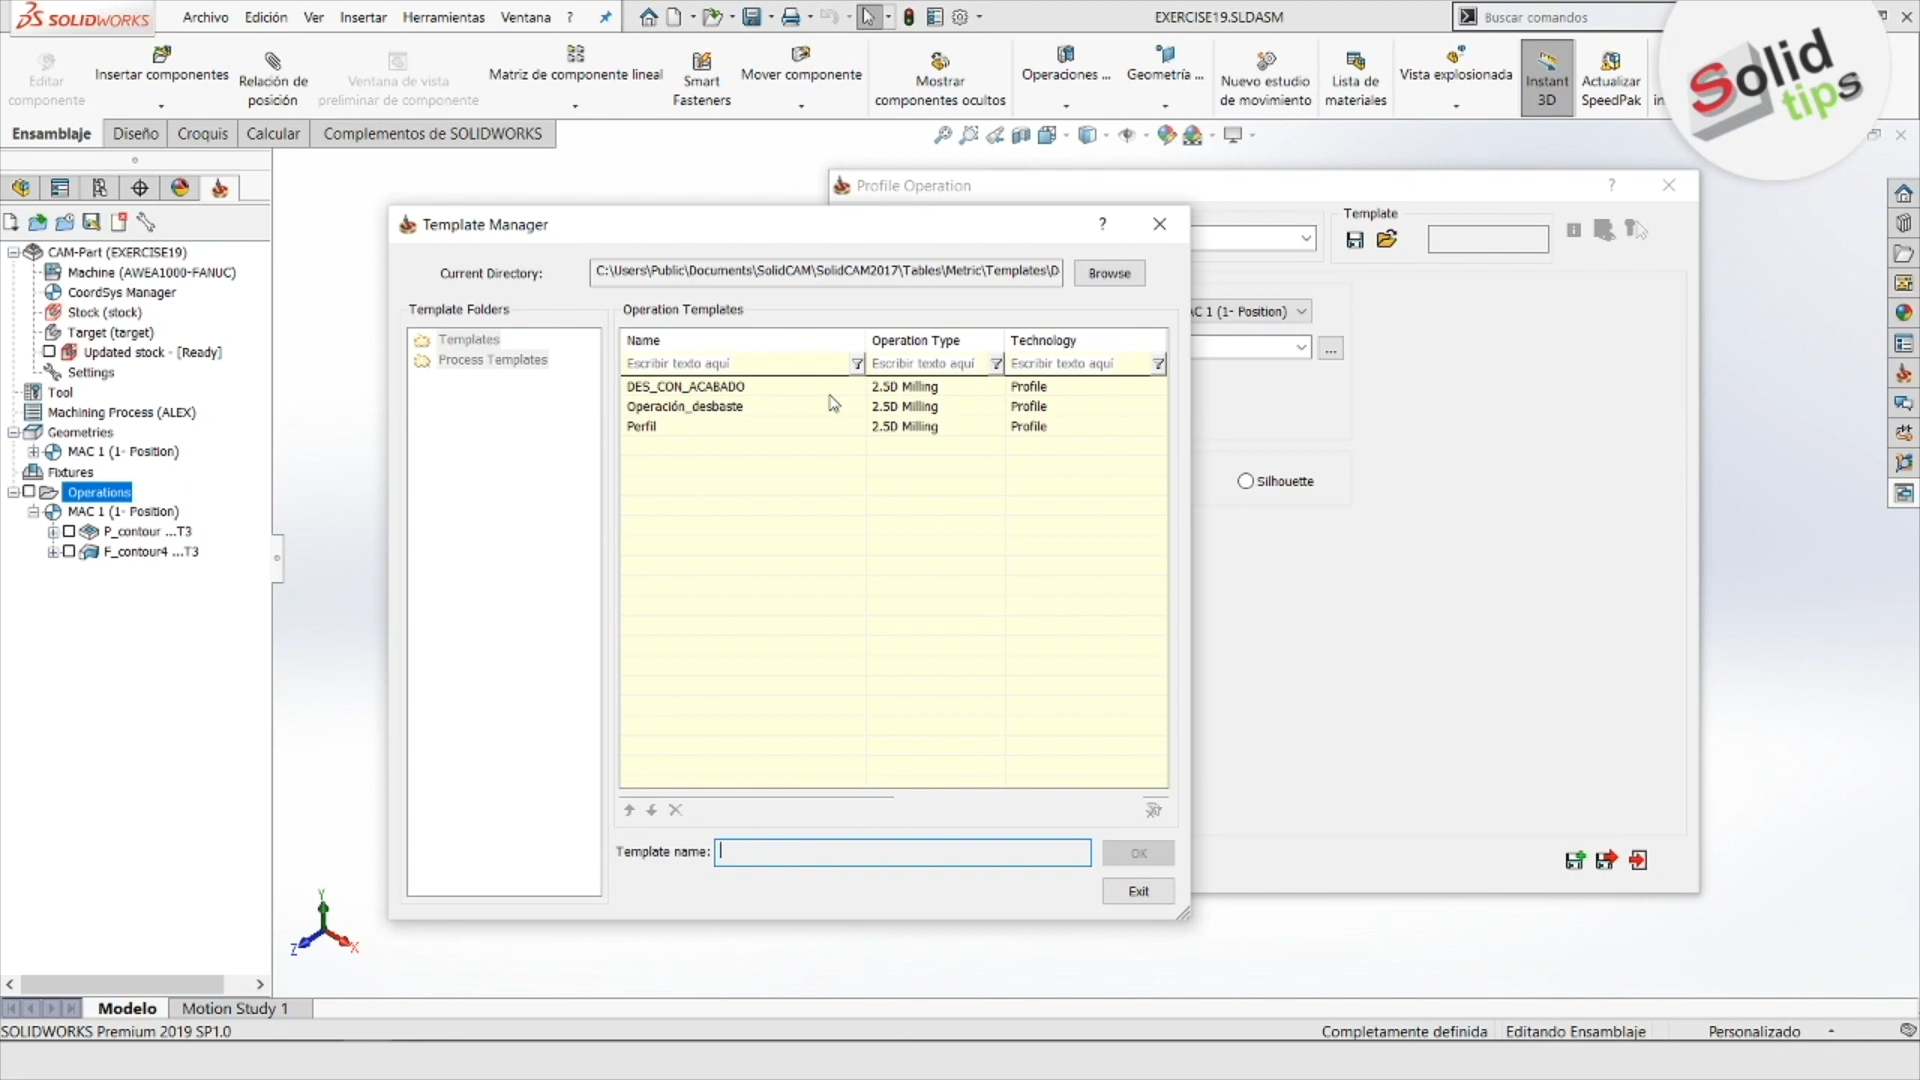 SOLIDWORKS
Archivo Edición Ver Insertar Herramientas Ventana ?
EXERCISE19.SLDASM
Buscar comandos
Editar componente
Insertar componentes
Relación de posición
Ventana de vista preliminar de componente
Matriz de componente lineal
Smart Fasteners
Mover componente
Mostrar componentes ocultos
Operaciones ...
Geometría ...
Nuevo estudio de movimiento
Lista de materiales
Vista explosionada
Instant 3D
Actualizar SpeedPak
Solid
tips
Ensamblaje Diseño Croquis Calcular Complementos de SOLIDWORKS
CAM-Part (EXERCISE19)
Machine (AWEA1000-FANUC)
CoordSys Manager
Stock (stock)
Target (target)
Updated stock - [Ready]
Settings
Tool
Machining Process (ALEX)
Geometries
MAC 1 (1- Position)
Fixtures
Operations
MAC 1 (1- Position)
P_contour ...T3
F_contour4 ...T3
Profile Operation
?
Template
AC 1 (1- Position)
...
Silhouette
Template Manager
?
Current Directory:
C:\Users\Public\Documents\SolidCAM\SolidCAM2017\Tables\Metric\Templates\D
Browse
Template Folders
Templates
Process Templates
Operation Templates
Name Operation Type Technology
Escribir texto aquí Escribir texto aquí Escribir texto aquí
DES_CON_ACABADO 2.5D Milling Profile
Operación_desbaste 2.5D Milling Profile
Perfil 2.5D Milling Profile
Template name:
OK
Exit
Y
Z
X
Modelo Motion Study 1
SOLIDWORKS Premium 2019 SP1.0
Completamente definida Editando Ensamblaje Personalizado